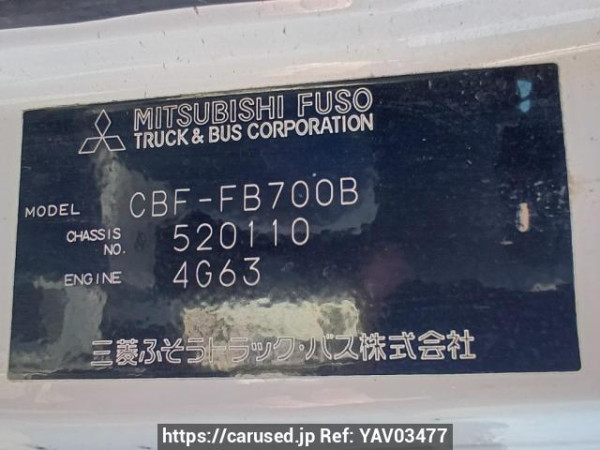 MITSUBISHI FUSO
TRUCK & BUS CORPORATION
MODEL CBF-FB700B
CHASSIS NO. 520110
ENGINE 4G63
三菱ふそうトラック・バス株式会社
https://carused.jp Ref: YAV03477